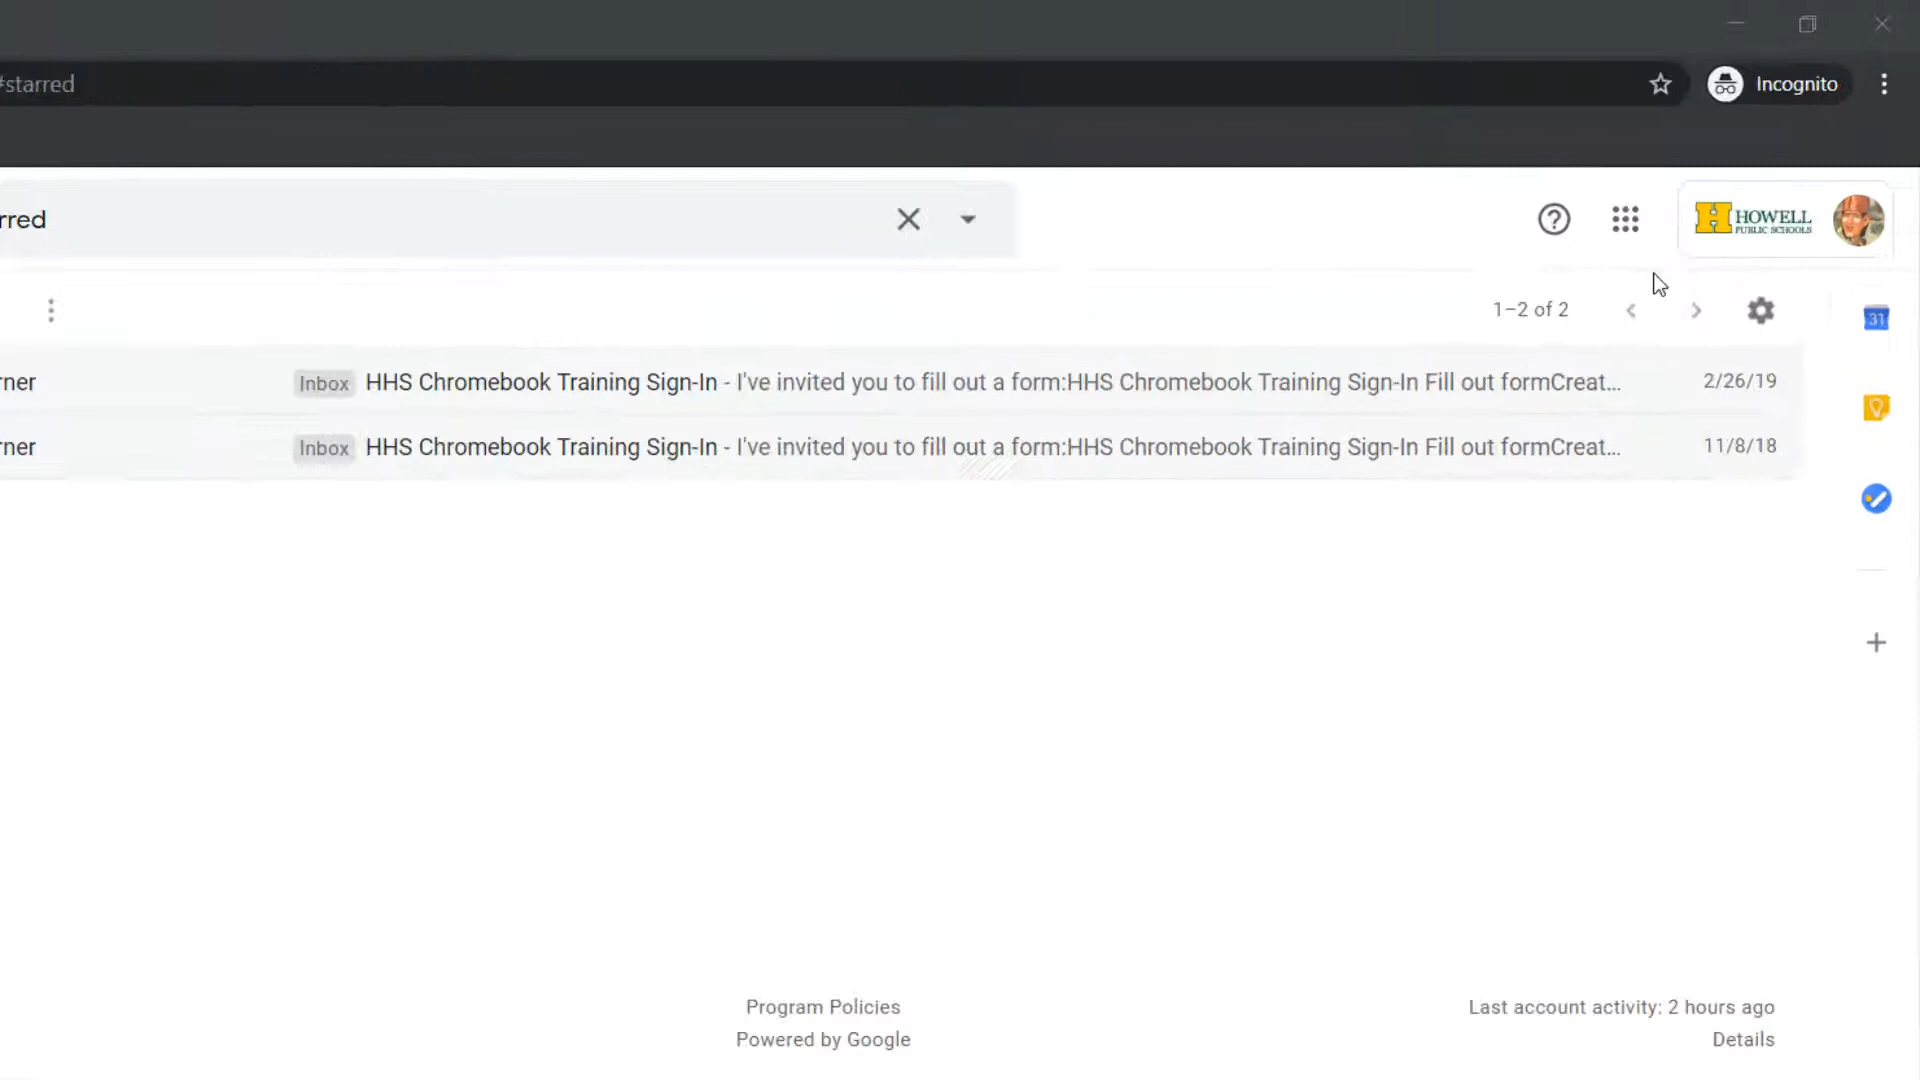 #starred
Incognito
rred
H HOWELL
PUBLIC SCHOOLS
1–2 of 2
31
rner
Inbox HHS Chromebook Training Sign-In - I've invited you to fill out a form:HHS Chromebook Training Sign-In Fill out formCreat... 2/26/19
rner
Inbox HHS Chromebook Training Sign-In - I've invited you to fill out a form:HHS Chromebook Training Sign-In Fill out formCreat... 11/8/18
Program Policies
Powered by Google
Last account activity: 2 hours ago
Details